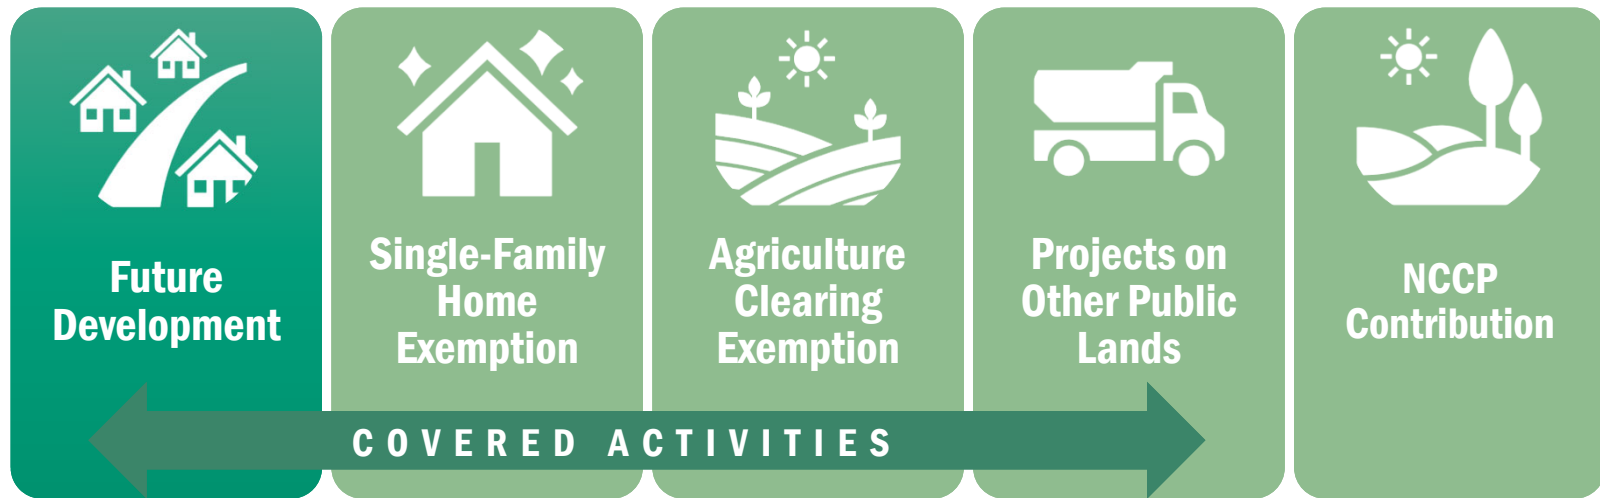 Future
Development
Single-Family
Home
Exemption
Agriculture
Clearing
Exemption
Projects on
Other Public
Lands
NCCP
Contribution
COVERED ACTIVITIES